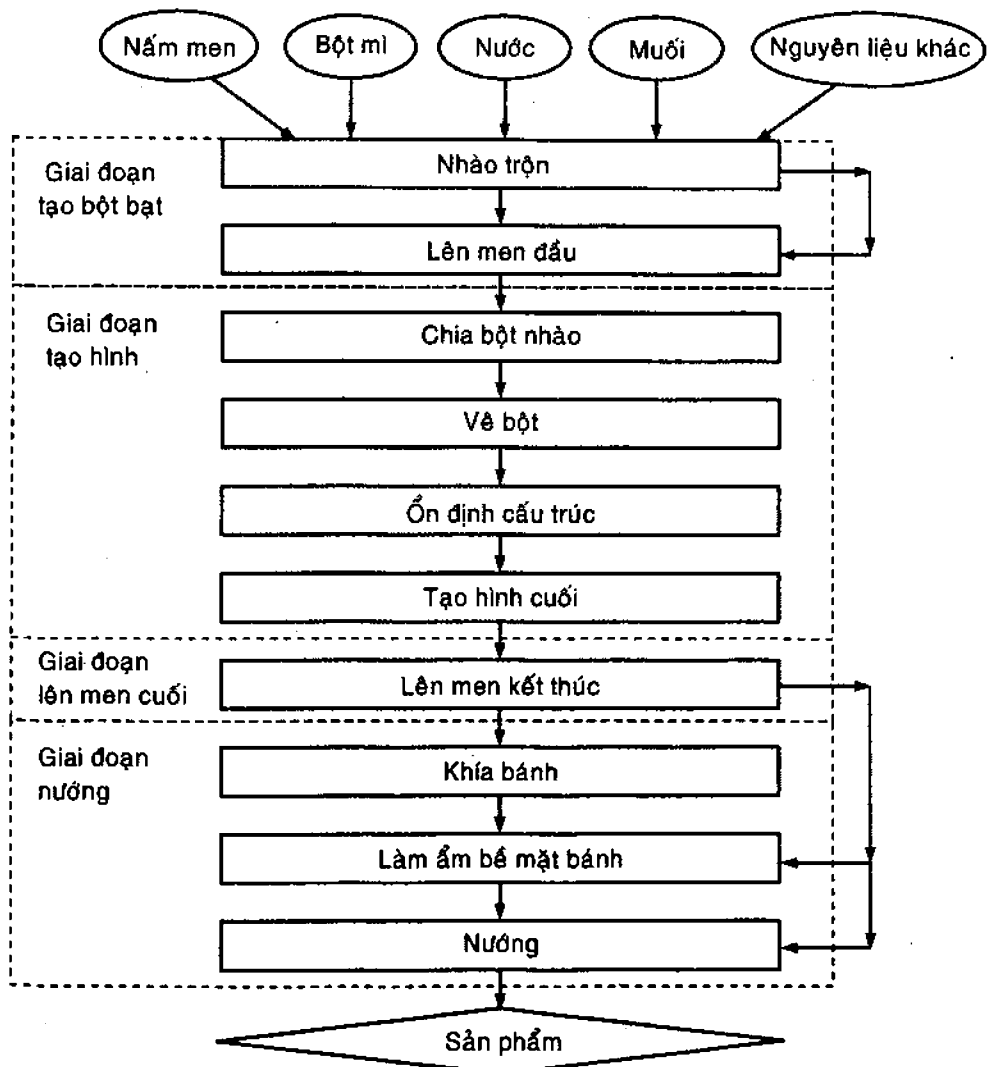 Nấm men
Bột mì
Nước
Muối
Nguyên liệu khác
Giai đoạn
tạo bột bạt
Nhào trộn
Lên men đầu
Giai đoạn
tạo hình
Chia bột nhào
Vê bột
Ổn định cấu trúc
Tạo hình cuối
Giai đoạn
lên men cuối
Lên men kết thúc
Giai đoạn
nướng
Khía bánh
Làm ẩm bề mặt bánh
Nướng
Sản phẩm